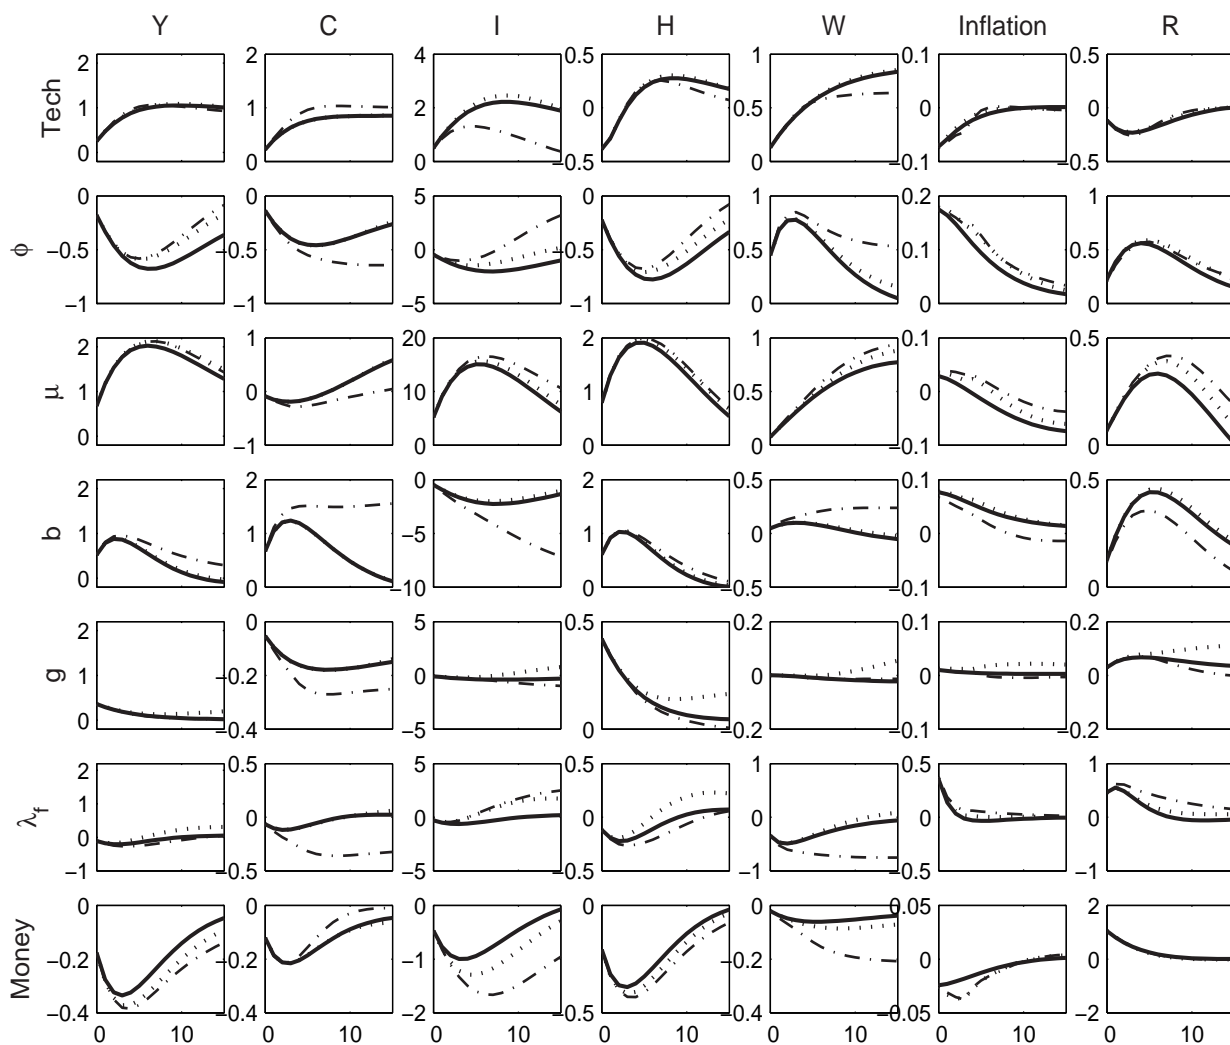 Y C I H W Inflation R
2 2 4 0.5 1 0.1 0.5
Tech
1 1 2 0 0.5 0 0
0 0 0 −0.5 0 −0.1 −0.5
0 0 5 0 1 0.2 1
ϕ
−0.5 −0.5 0 −0.5 0.5 0.1 0.5
−1 −1 −5 −1 0 0 0
2 1 20 2 1 0.1 0.5
μ
1 0 10 1 0.5 0
0 −1 0 0 0 −0.1 0
2 2 0 2 0.5 0.1 0.5
b
1 1 −5 1 0 0
0 0 −10 0 −0.5 −0.1 0
2 0 5 0.5 0.2 0.1 0.2
g
1 −0.2 0 0 0 0
0 −0.4 −5 0 −0.2 −0.1 −0.2
2 0.5 5 0.5 1 0.5 1
λf
1
0 0 0 0 0 0 0
−1 −0.5 −5 −0.5 −1 −0.5 −1
0 0 0 0 0 0.05 2
Money
−0.2 −0.2 −1 −0.2 −0.2 0 0
−0.4 −0.4 −2 −0.4 −0.4 −0.05 −2
0 10 0 10 0 10 0 10 0 10 0 10 0 10